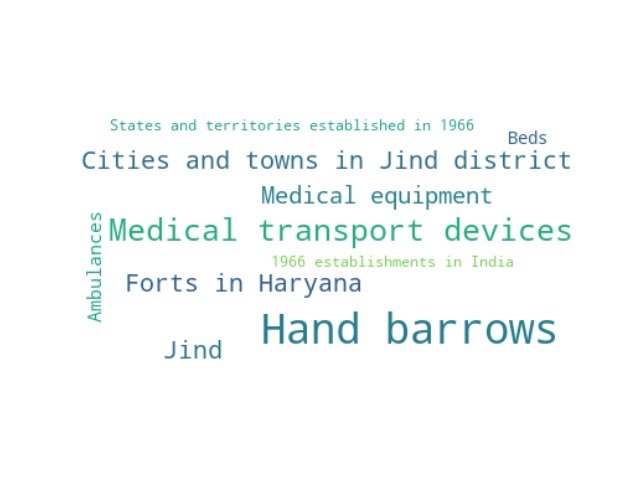 States and territories established in 1966
Beds
Cities and towns in Jind district
Medical equipment
Medical transport devices
Ambulances
1966 establishments in India
Forts in Haryana
Hand barrows
Jind